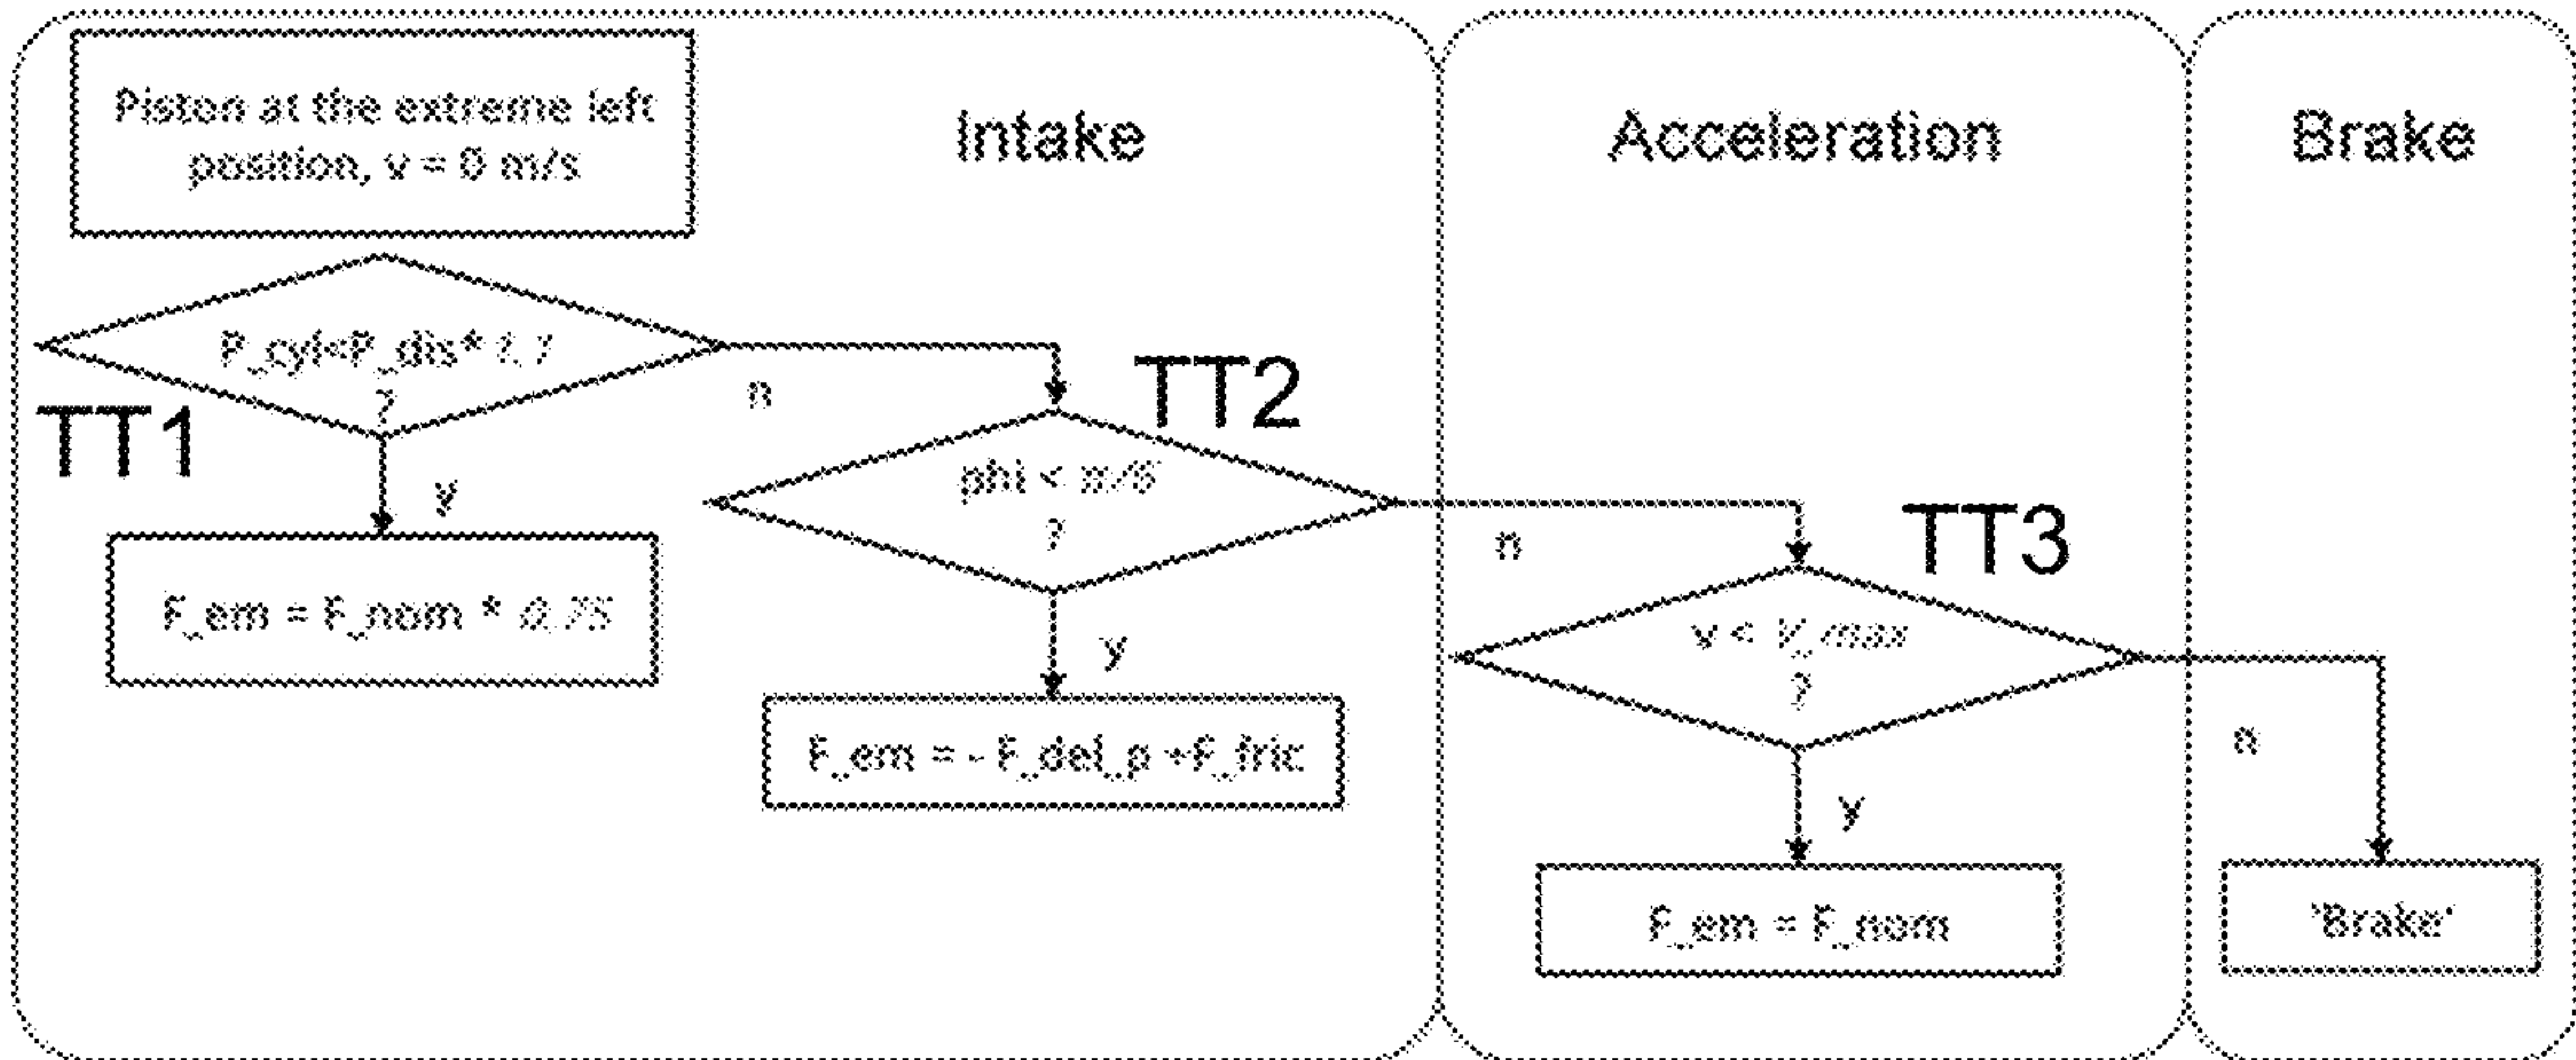 Piston at the extreme left
position, v = 0 m/s
Intake
Acceleration
Brake
P_cyl<P_dis* 1,1
?
TT1
n
y
F_em = F_nom * 0,75
TT2
phi < π/6
?
n
y
F_em = - F_del_p +F_fric
TT3
v < V_max
?
n
y
F_em = F_nom
'Brake'